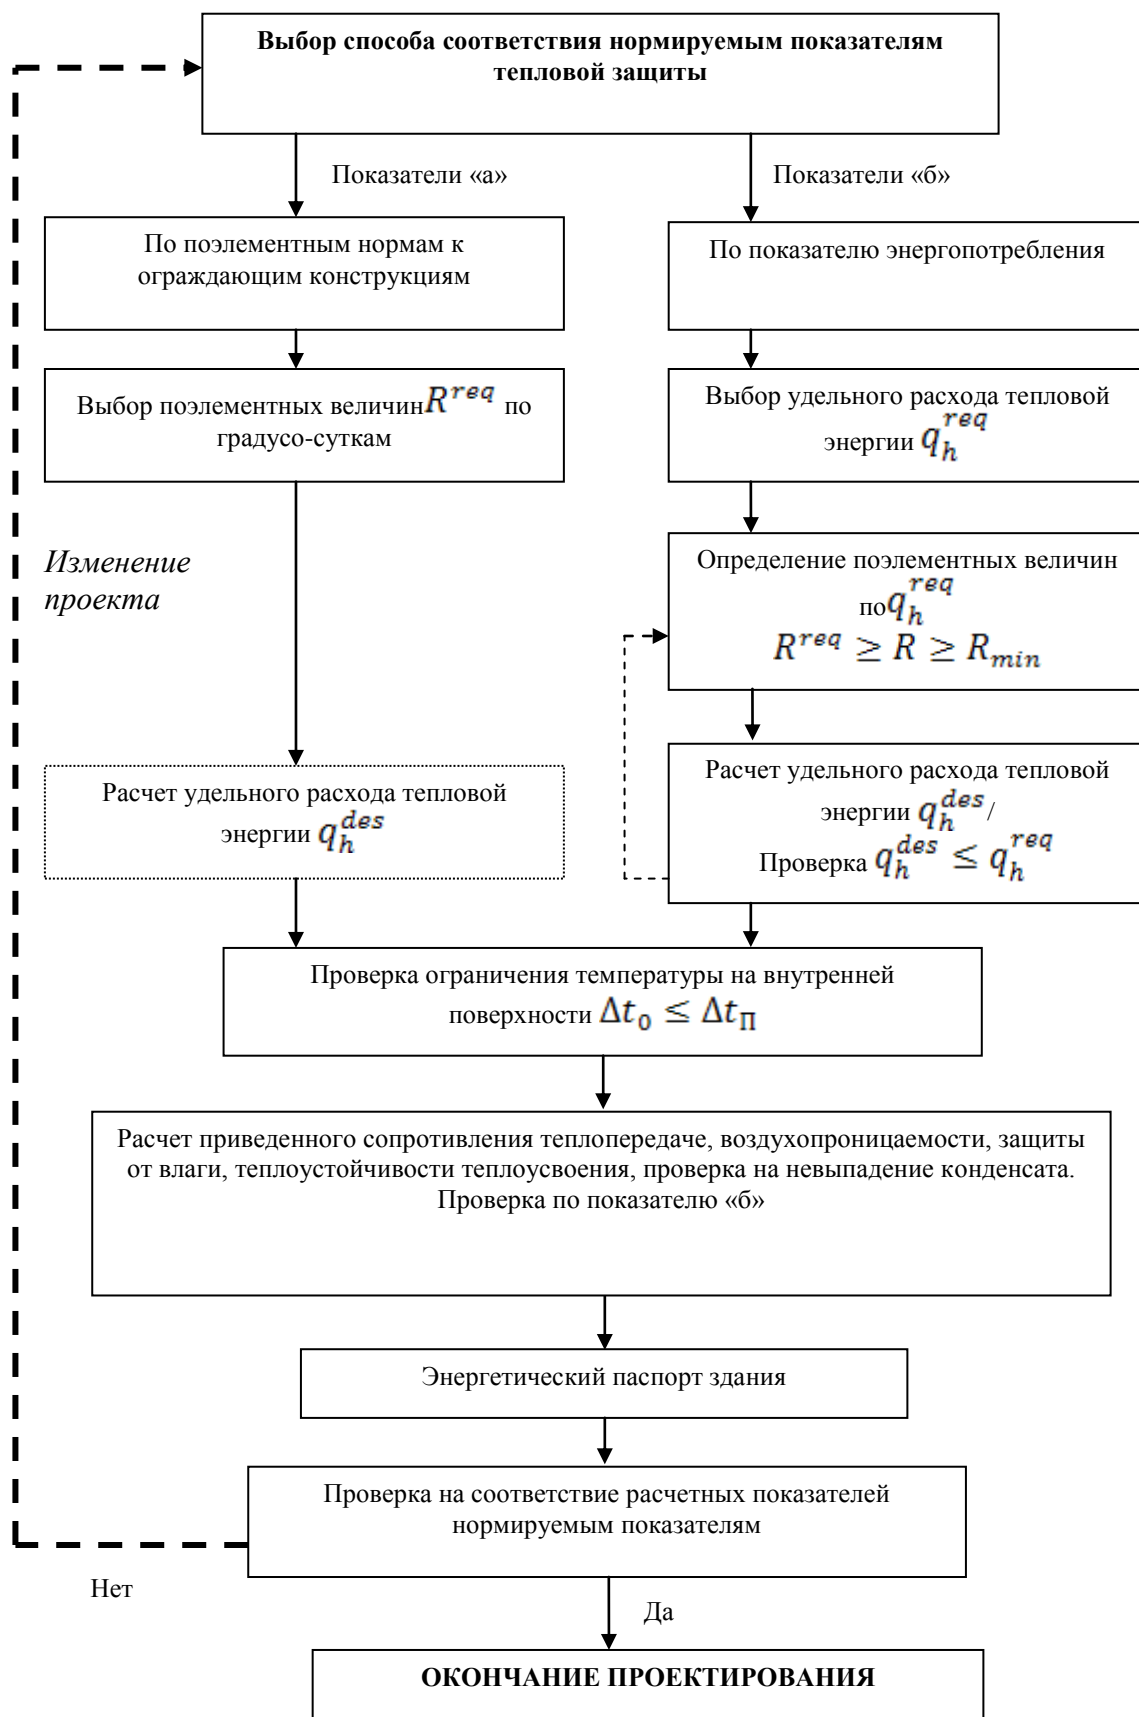 Выбор способа соответствия нормируемым показателям
тепловой защиты
Показатели «а»
Показатели «б»
По поэлементным нормам к
ограждающим конструкциям
По показателю энергопотребления
Выбор поэлементных величин R^{req} по
градусо-суткам
Выбор удельного расхода тепловой
энергии q_h^{req}
Изменение
проекта
Определение поэлементных величин
по q_h^{req}
R^{req} ≥ R ≥ R_{min}
Расчет удельного расхода тепловой
энергии q_h^{des}
Расчет удельного расхода тепловой
энергии q_h^{des} /
Проверка q_h^{des} ≤ q_h^{req}
Проверка ограничения температуры на внутренней
поверхности Δt_0 ≤ Δt_П
Расчет приведенного сопротивления теплопередаче, воздухопроницаемости, защиты
от влаги, теплоустойчивости теплоусвоения, проверка на невыпадение конденсата.
Проверка по показателю «б»
Энергетический паспорт здания
Проверка на соответствие расчетных показателей
нормируемым показателям
Нет
Да
ОКОНЧАНИЕ ПРОЕКТИРОВАНИЯ